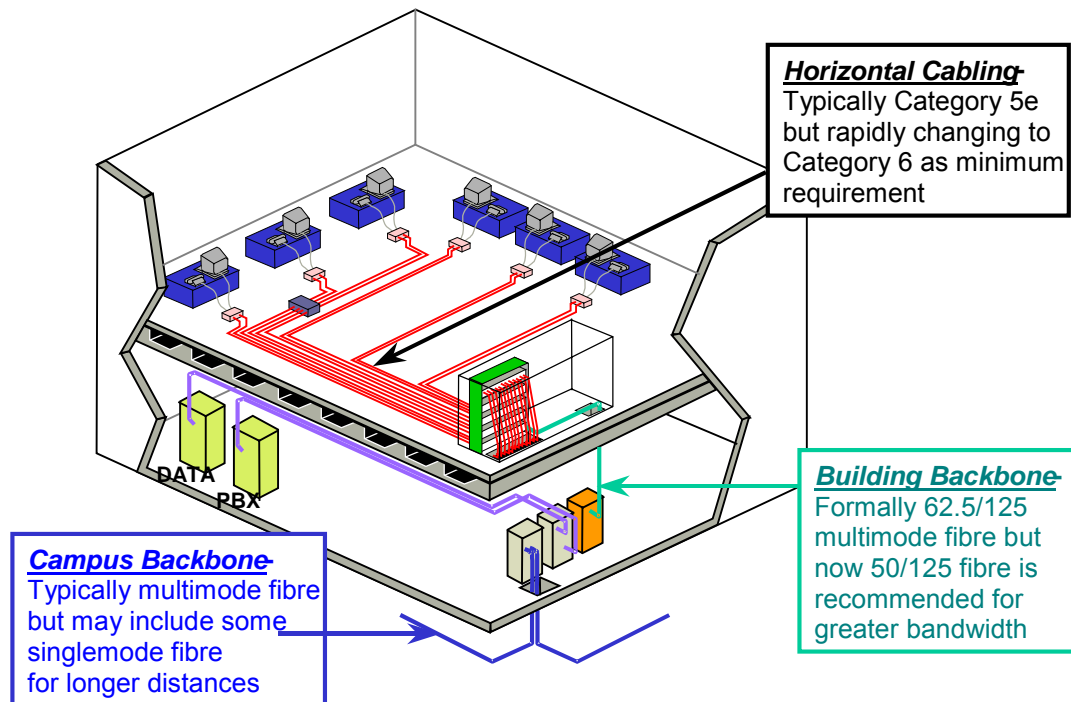 Horizontal Cabling-
Typically Category 5e
but rapidly changing to
Category 6 as minimum
requirement
DATA
PBX
Building Backbone-
Formally 62.5/125
multimode fibre but
now 50/125 fibre is
recommended for
greater bandwidth
Campus Backbone-
Typically multimode fibre
but may include some
singlemode fibre
for longer distances